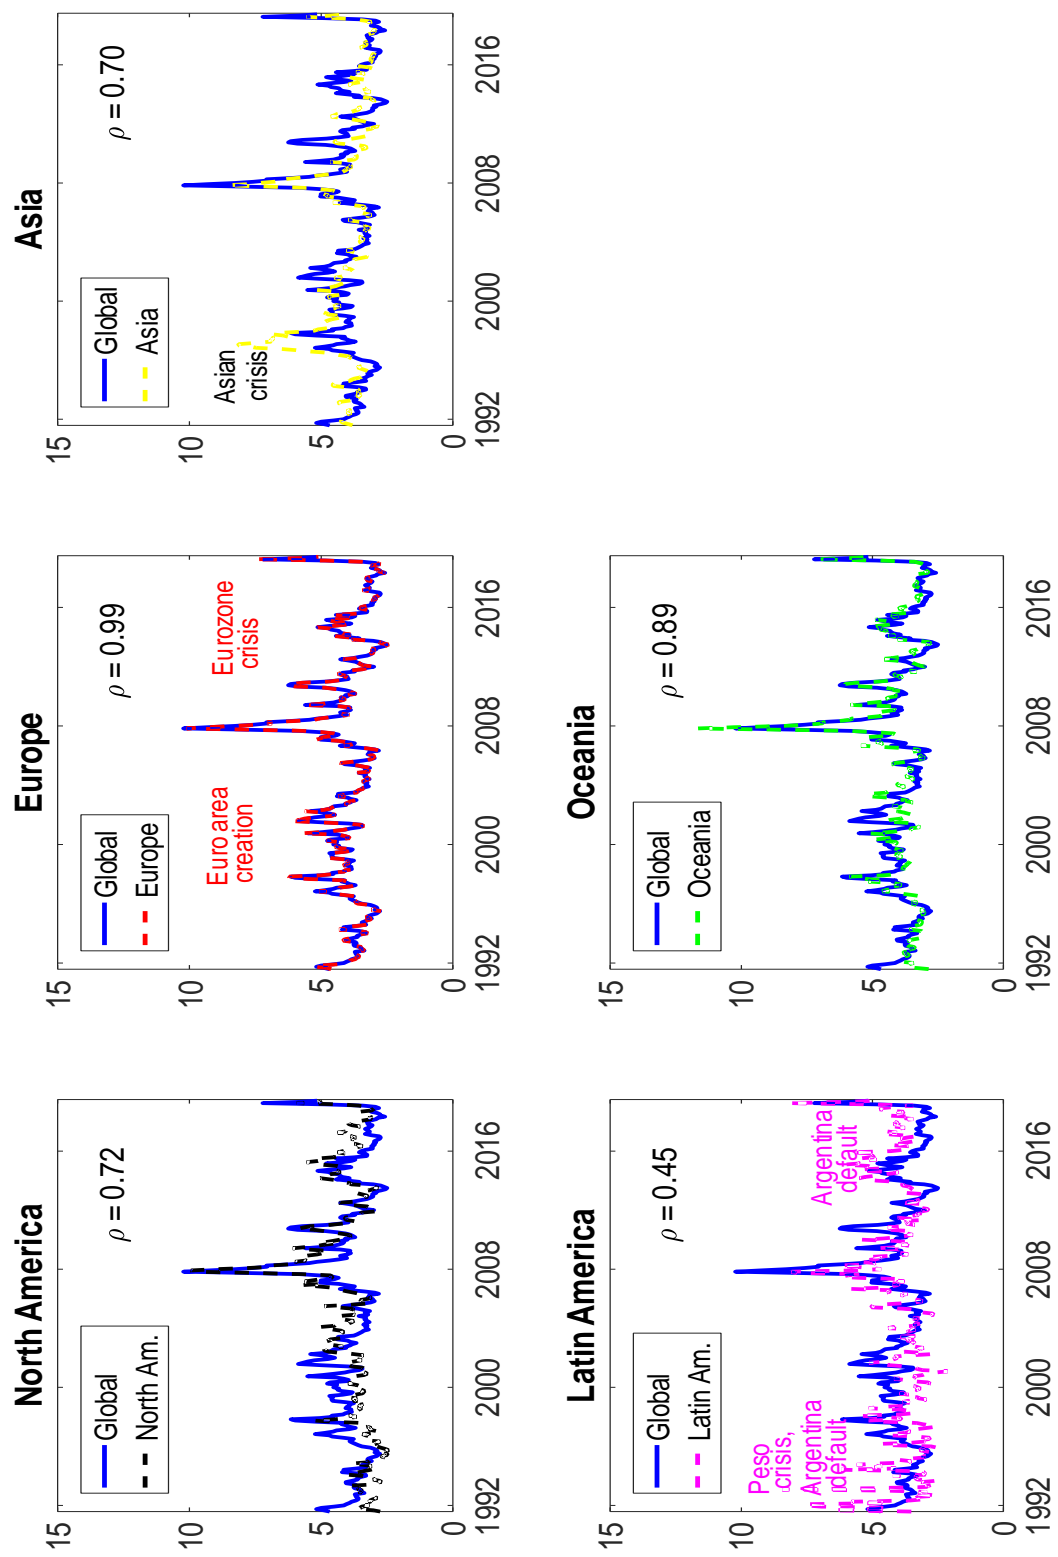 North America
ρ = 0.72
Global
North Am.
15
10
5
0
1992
2000
2008
2016
Europe
ρ = 0.99
Global
Europe
Euro area
creation
Eurozone
crisis
15
10
5
0
1992
2000
2008
2016
Asia
ρ = 0.70
Global
Asia
Asian
crisis
15
10
5
0
1992
2000
2008
2016
Latin America
ρ = 0.45
Global
Latin Am.
Peso
crisis,
Argentina
default
Argentina
default
15
10
5
0
1992
2000
2008
2016
Oceania
ρ = 0.89
Global
Oceania
15
10
5
0
1992
2000
2008
2016